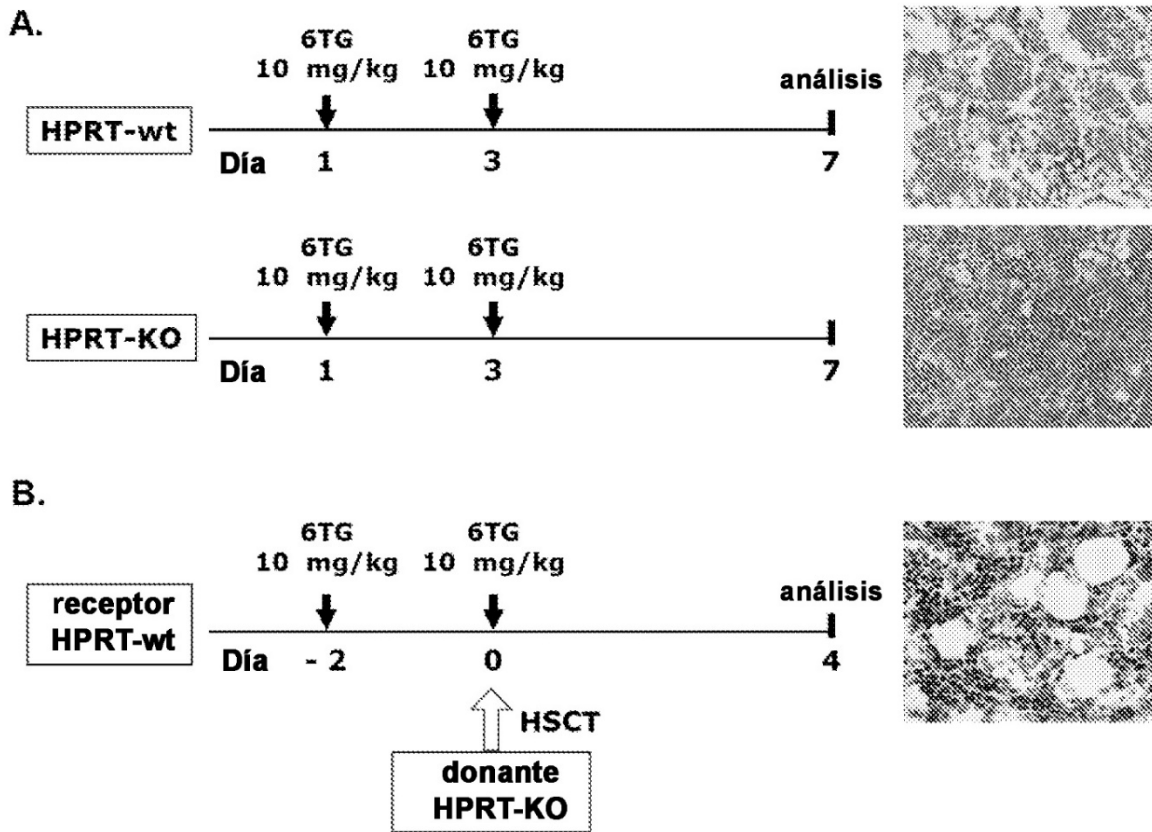 A.
6TG 6TG
10 mg/kg 10 mg/kg
análisis
HPRT-wt
Día 1 3 7
6TG 6TG
10 mg/kg 10 mg/kg
HPRT-KO
Día 1 3 7
B.
6TG 6TG
10 mg/kg 10 mg/kg
análisis
receptor
HPRT-wt
Día - 2 0 4
HSCT
donante
HPRT-KO